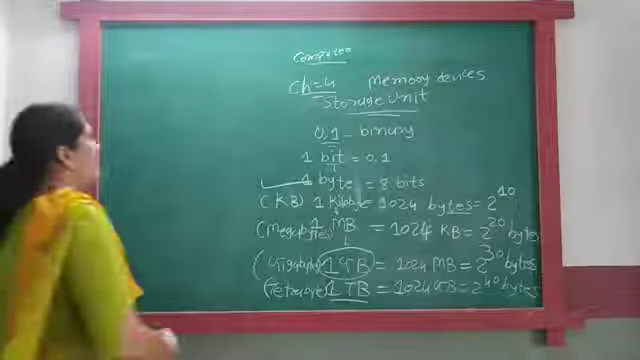 Computer
Ch=4 Memory devices
Storage Unit
0,1 - binary
1 bit = 0,1
1 byte = 8 bits
(KB) 1 Kilobyte = 1024 bytes = 2^10
(Megabytes) 1 MB = 1024 KB = 2^20 bytes
(Gigabyte) 1 GB = 1024 MB = 2^30 bytes
(Tetrabyte) 1 TB = 1024 GB = 2^40 bytes